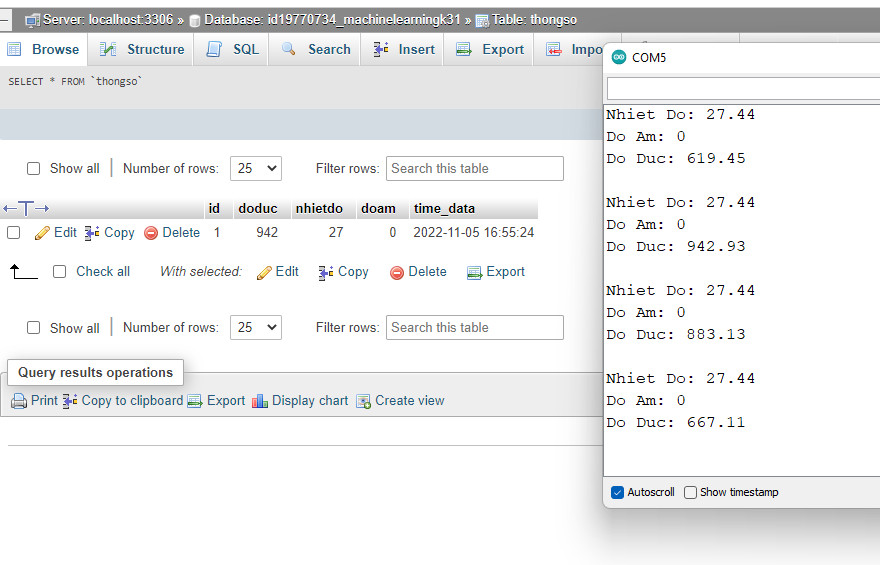 Server: localhost:3306 » Database: id19770734_machinelearningk31 » Table: thongso
Browse Structure SQL Search Insert Export Impo
SELECT * FROM `thongso`
Show all Number of rows: 25 Filter rows: Search this table
id doduc nhietdo doam time_data
Edit Copy Delete 1 942 27 0 2022-11-05 16:55:24
Check all With selected: Edit Copy Delete Export
Show all Number of rows: 25 Filter rows: Search this table
Query results operations
Print Copy to clipboard Export Display chart Create view
COM5
Nhiet Do: 27.44
Do Am: 0
Do Duc: 619.45
Nhiet Do: 27.44
Do Am: 0
Do Duc: 942.93
Nhiet Do: 27.44
Do Am: 0
Do Duc: 883.13
Nhiet Do: 27.44
Do Am: 0
Do Duc: 667.11
Autoscroll Show timestamp